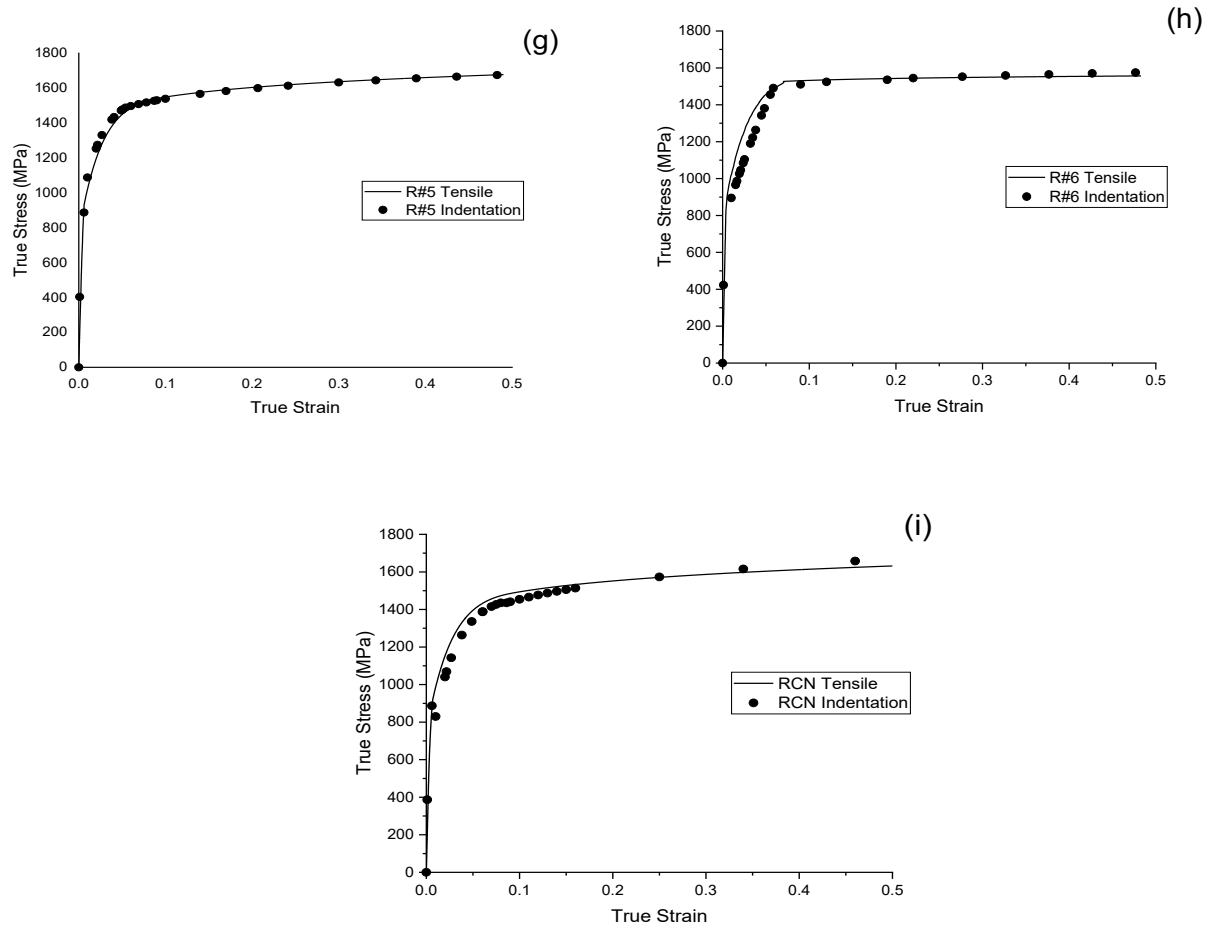 (g)
1800
1600
1400
1200
1000
800
600
400
200
0
True Stress (MPa)
R#5 Tensile
R#5 Indentation
0.0 0.1 0.2 0.3 0.4 0.5
True Strain
(h)
1800
1600
1400
1200
1000
800
600
400
200
0
True Stress (MPa)
R#6 Tensile
R#6 Indentation
0.0 0.1 0.2 0.3 0.4 0.5
True Strain
(i)
1800
1600
1400
1200
1000
800
600
400
200
0
True Stress (MPa)
RCN Tensile
RCN Indentation
0.0 0.1 0.2 0.3 0.4 0.5
True Strain